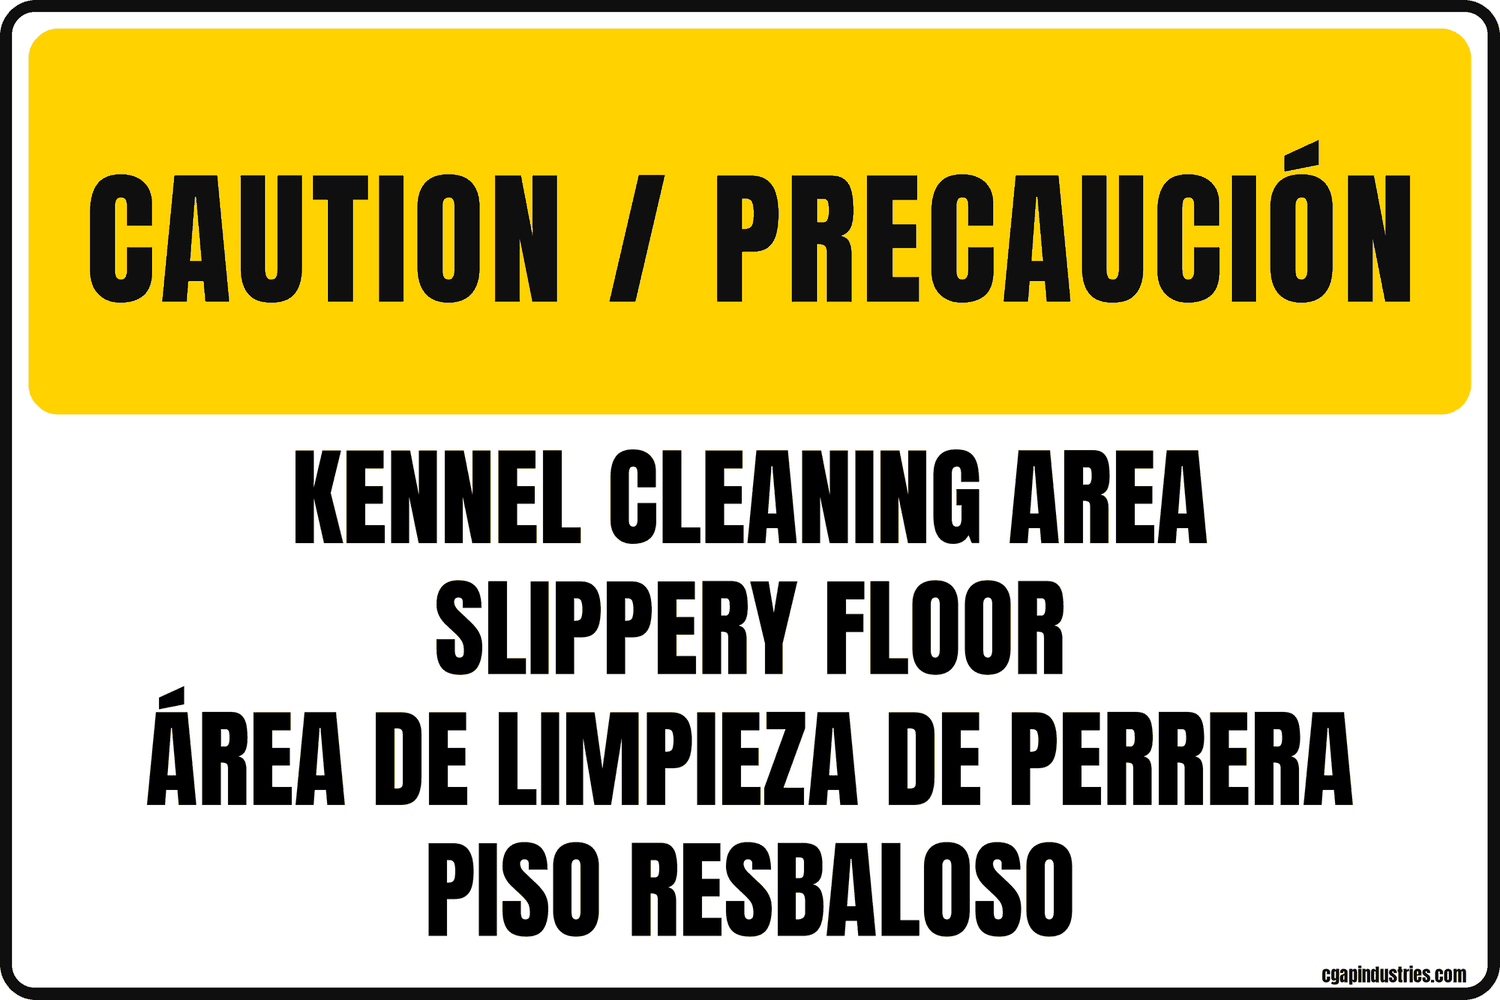 CAUTION / PRECAUCIÓN
KENNEL CLEANING AREA
SLIPPERY FLOOR
ÁREA DE LIMPIEZA DE PERRERA
PISO RESBALOSO
cgapindustries.com